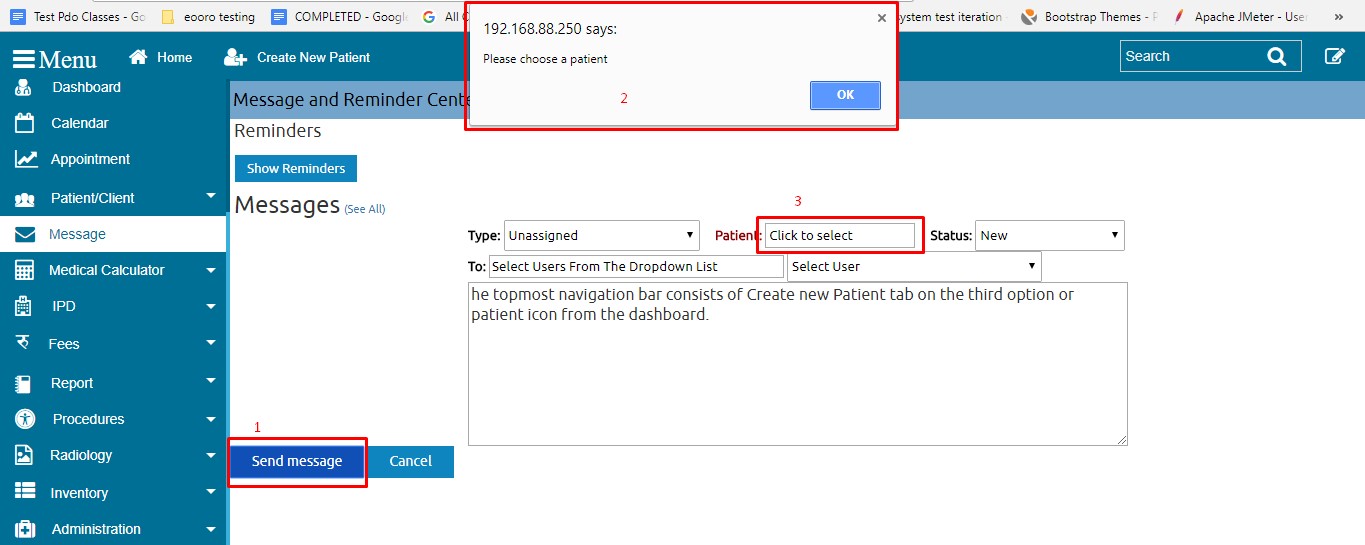 Test Pdo Classes - Go
eooro testing
COMPLETED - Google
All C
system test iteration
Bootstrap Themes - P
Apache JMeter - User
»
192.168.88.250 says:
×
Please choose a patient
2
OK
Menu
Home
Create New Patient
Search
Dashboard
Calendar
Appointment
Patient/Client
Message
Medical Calculator
IPD
Fees
Report
Procedures
Radiology
Inventory
Administration
Message and Reminder Cente
Reminders
Show Reminders
Messages (See All)
3
Type: Unassigned Patient: Click to select Status: New
To: Select Users From The Dropdown List Select User
he topmost navigation bar consists of Create new Patient tab on the third option or
patient icon from the dashboard.
1
Send message Cancel